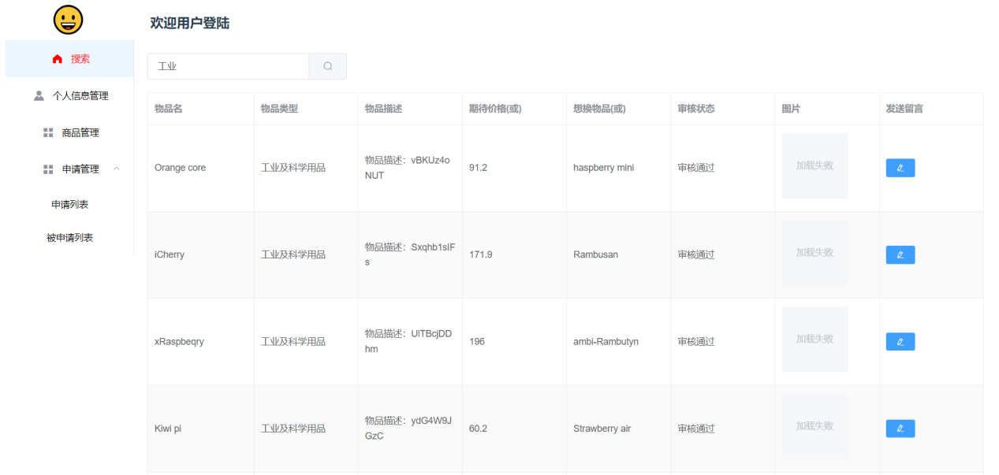 欢迎用户登陆
搜索
个人信息管理
商品管理
申请管理
申请列表
被申请列表
工业
物品名 物品类型 物品描述 期待价格(或) 想换物品(或) 审核状态 图片 发送留言
Orange core 工业及科学用品 物品描述：vBKUz4o 91.2 haspberry mini 审核通过 加载失败
NUT
iCherry 工业及科学用品 物品描述：Sxqhb1sIF 171.9 Rambusan 审核通过 加载失败
s
xRaspbeqry 工业及科学用品 物品描述：UlTBcjDD 196 ambi-Rambutyn 审核通过 加载失败
hm
Kiwi pi 工业及科学用品 物品描述：ydG4W9J 60.2 Strawberry air 审核通过 加载失败
GzC